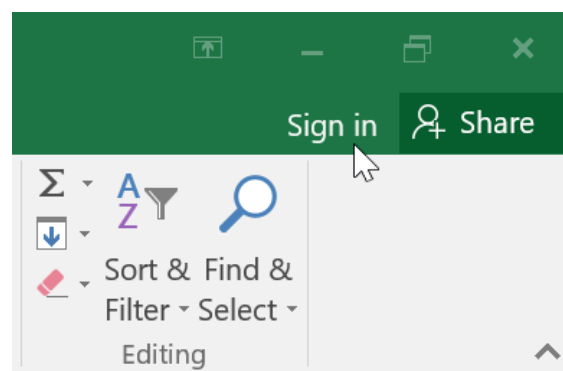 Sign in Share
Σ A
Z
Sort & Find &
Filter Select
Editing